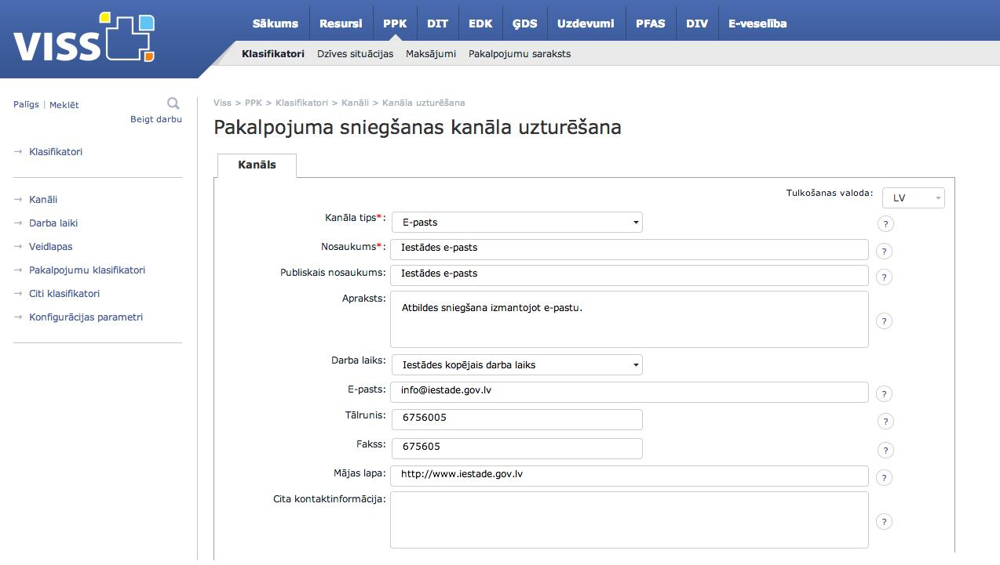 VISS
Sākums Resursi PPK DIT EDK ĢDS Uzdevumi PFAS DIV E-veselība
Klasifikatori Dzīves situācijas Maksājumi Pakalpojumu saraksts
Palīgs | Meklēt
Beigt darbu
→ Klasifikatori
→ Kanāli
→ Darba laiki
→ Veidlapas
→ Pakalpojumu klasifikatori
→ Citi klasifikatori
→ Konfigurācijas parametri
Viss > PPK > Klasifikatori > Kanāli > Kanāla uzturēšana
Pakalpojuma sniegšanas kanāla uzturēšana
Kanāls
Tulkošanas valoda: LV
Kanāla tips*: E-pasts ?
Nosaukums*: Iestādes e-pasts ?
Publiskais nosaukums: Iestādes e-pasts ?
Apraksts: Atbildes sniegšana izmantojot e-pastu. ?
Darba laiks: Iestādes kopējais darba laiks
E-pasts: info@iestade.gov.lv ?
Tālrunis: 6756005 ?
Fakss: 675605 ?
Mājas lapa: http://www.iestade.gov.lv ?
Cita kontaktinformācija: ?